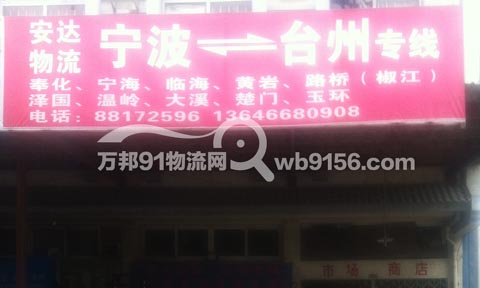 安达物流
宁波⇌台州专线
奉化、宁海、临海、黄岩、路桥（椒江）
泽国、温岭、大溪、楚门、玉环
电话：88172596 13646680908
万邦91物流网 wb9156.com
市场 商店